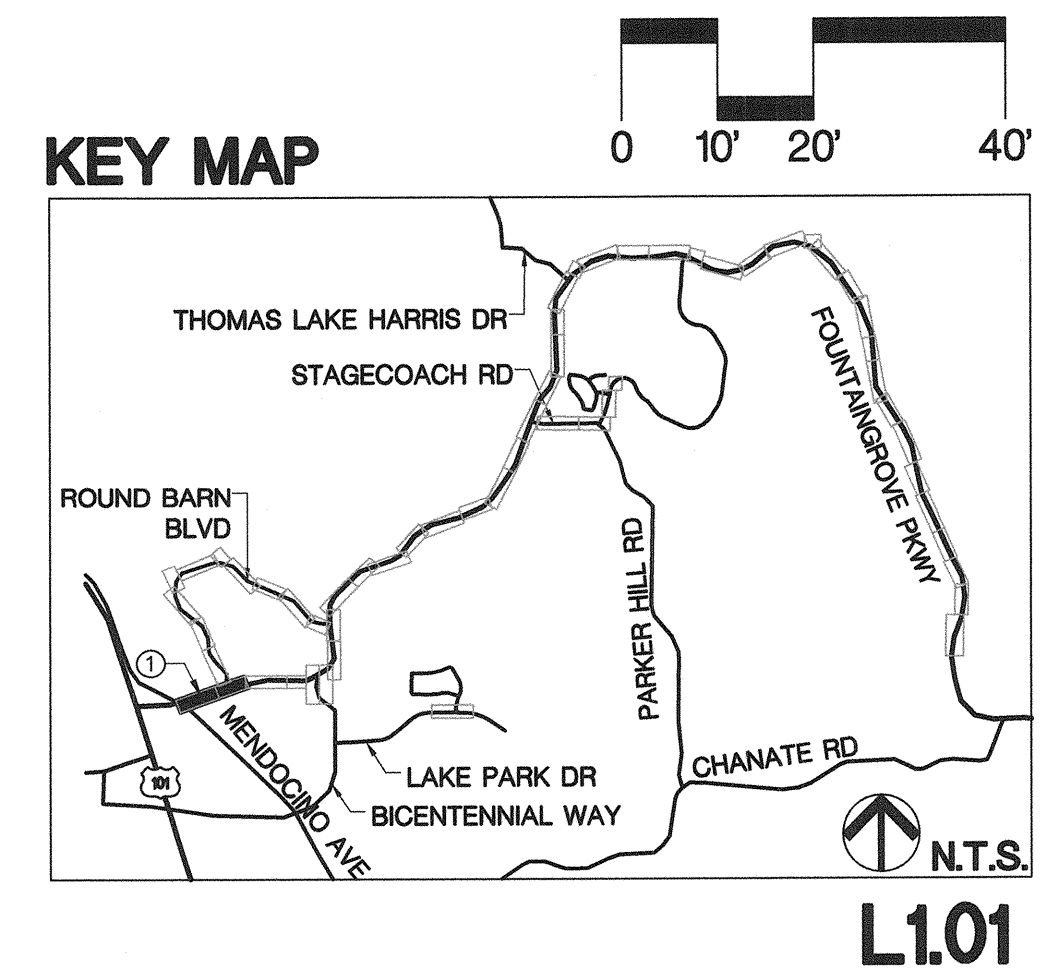 0 10' 20' 40'
KEY MAP
THOMAS LAKE HARRIS DR
STAGECOACH RD
FOUNTAINGROVE PKWY
ROUND BARN
BLVD
PARKER HILL RD
1
MENDOCINO AVE
101
LAKE PARK DR
BICENTENNIAL WAY
CHANATE RD
N.T.S.
L1.01